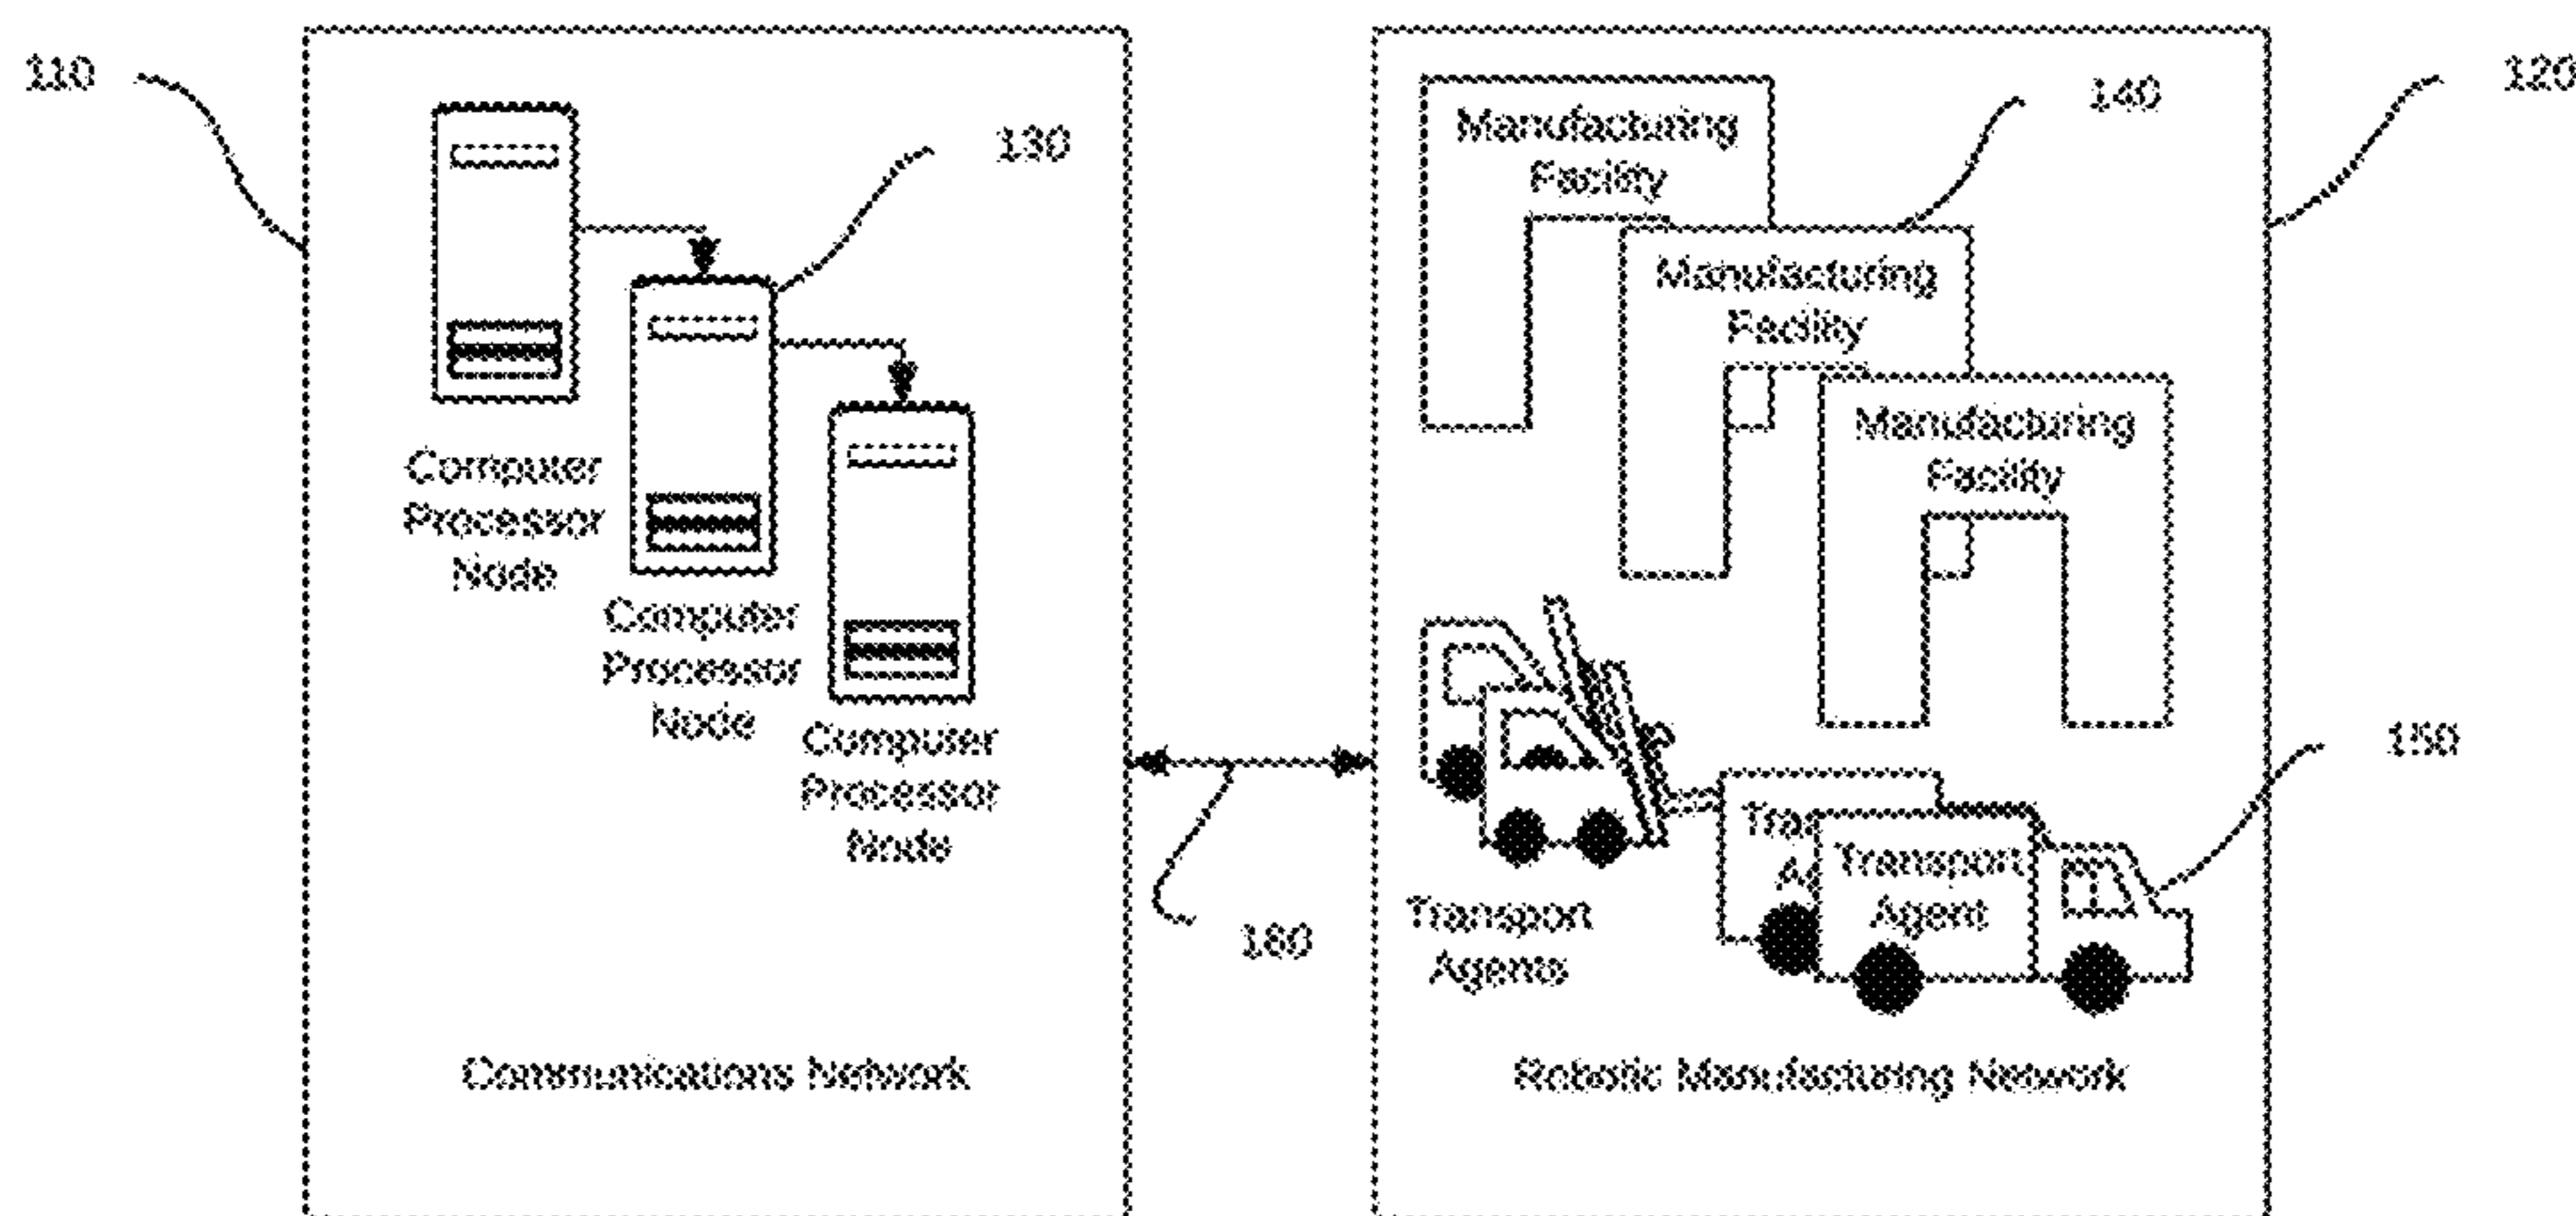 110
120
130
140
150
160
Computer
Processor
Node
Computer
Processor
Node
Computer
Processor
Node
Communications Network
Manufacturing
Facility
Manufacturing
Facility
Manufacturing
Facility
Transport
Agents
Transport
Agent
Robotic Manufacturing Network